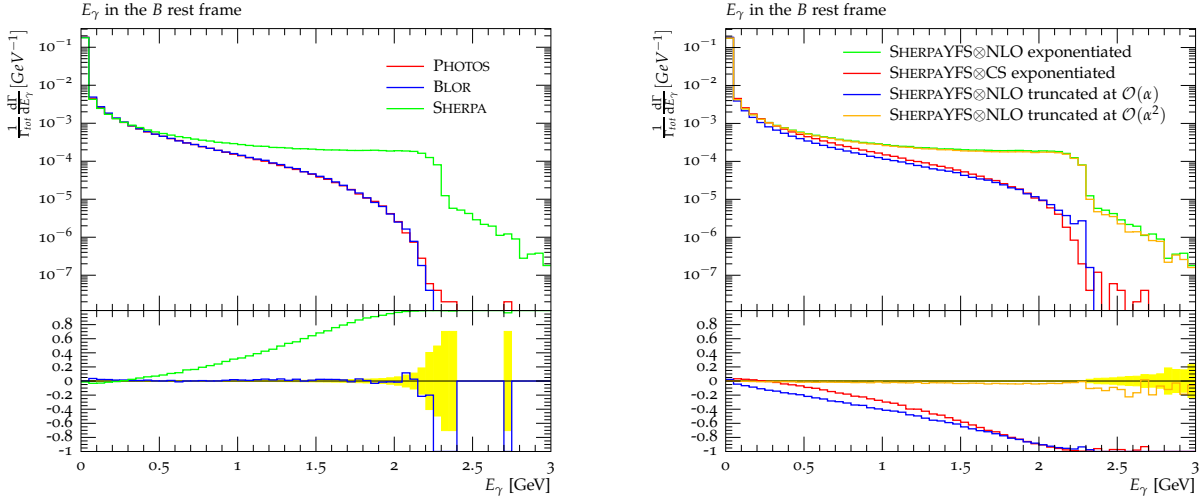 E_γ in the B rest frame
1/Γ_tot dΓ/dE_γ [GeV⁻¹]
10⁻¹
10⁻²
10⁻³
10⁻⁴
10⁻⁵
10⁻⁶
10⁻⁷
PHOTOS
BLOR
SHERPA
0.8
0.6
0.4
0.2
0
-0.2
-0.4
-0.6
-0.8
-1
0 0.5 1 1.5 2 2.5 3
E_γ [GeV]
E_γ in the B rest frame
1/Γ_tot dΓ/dE_γ [GeV⁻¹]
10⁻¹
10⁻²
10⁻³
10⁻⁴
10⁻⁵
10⁻⁶
10⁻⁷
SHERPAYFS⊗NLO exponentiated
SHERPAYFS⊗CS exponentiated
SHERPAYFS⊗NLO truncated at O(α)
SHERPAYFS⊗NLO truncated at O(α²)
0.8
0.6
0.4
0.2
0
-0.2
-0.4
-0.6
-0.8
-1
0 0.5 1 1.5 2 2.5 3
E_γ [GeV]